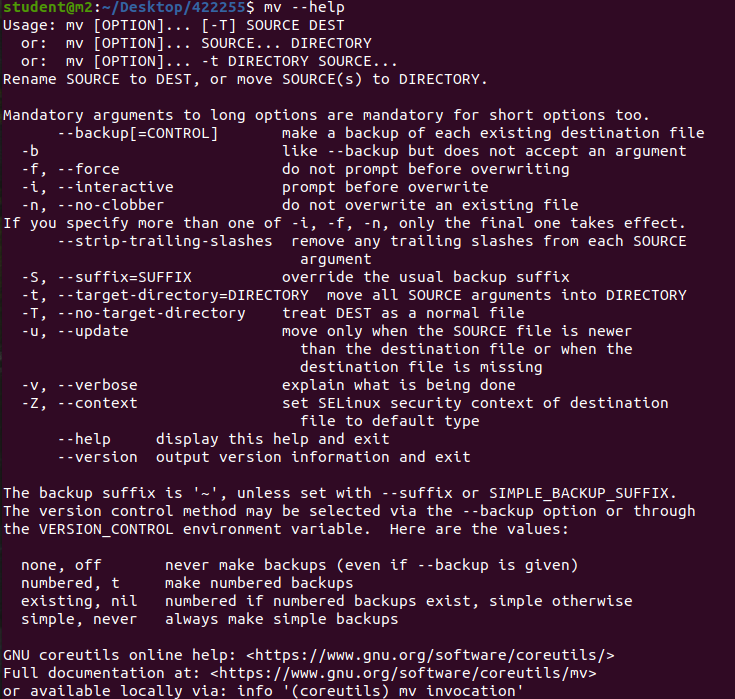 student@m2:~/Desktop/422255$ mv --help
Usage: mv [OPTION]... [-T] SOURCE DEST
  or:  mv [OPTION]... SOURCE... DIRECTORY
  or:  mv [OPTION]... -t DIRECTORY SOURCE...
Rename SOURCE to DEST, or move SOURCE(s) to DIRECTORY.

Mandatory arguments to long options are mandatory for short options too.
      --backup[=CONTROL]       make a backup of each existing destination file
  -b                           like --backup but does not accept an argument
  -f, --force                  do not prompt before overwriting
  -i, --interactive            prompt before overwrite
  -n, --no-clobber             do not overwrite an existing file
If you specify more than one of -i, -f, -n, only the final one takes effect.
      --strip-trailing-slashes  remove any trailing slashes from each SOURCE
                                 argument
  -S, --suffix=SUFFIX          override the usual backup suffix
  -t, --target-directory=DIRECTORY  move all SOURCE arguments into DIRECTORY
  -T, --no-target-directory    treat DEST as a normal file
  -u, --update                 move only when the SOURCE file is newer
                                 than the destination file or when the
                                 destination file is missing
  -v, --verbose                explain what is being done
  -Z, --context                set SELinux security context of destination
                                 file to default type
      --help     display this help and exit
      --version  output version information and exit

The backup suffix is '~', unless set with --suffix or SIMPLE_BACKUP_SUFFIX.
The version control method may be selected via the --backup option or through
the VERSION_CONTROL environment variable.  Here are the values:

  none, off       never make backups (even if --backup is given)
  numbered, t     make numbered backups
  existing, nil   numbered if numbered backups exist, simple otherwise
  simple, never   always make simple backups

GNU coreutils online help: <https://www.gnu.org/software/coreutils/>
Full documentation at: <https://www.gnu.org/software/coreutils/mv>
or available locally via: info '(coreutils) mv invocation'